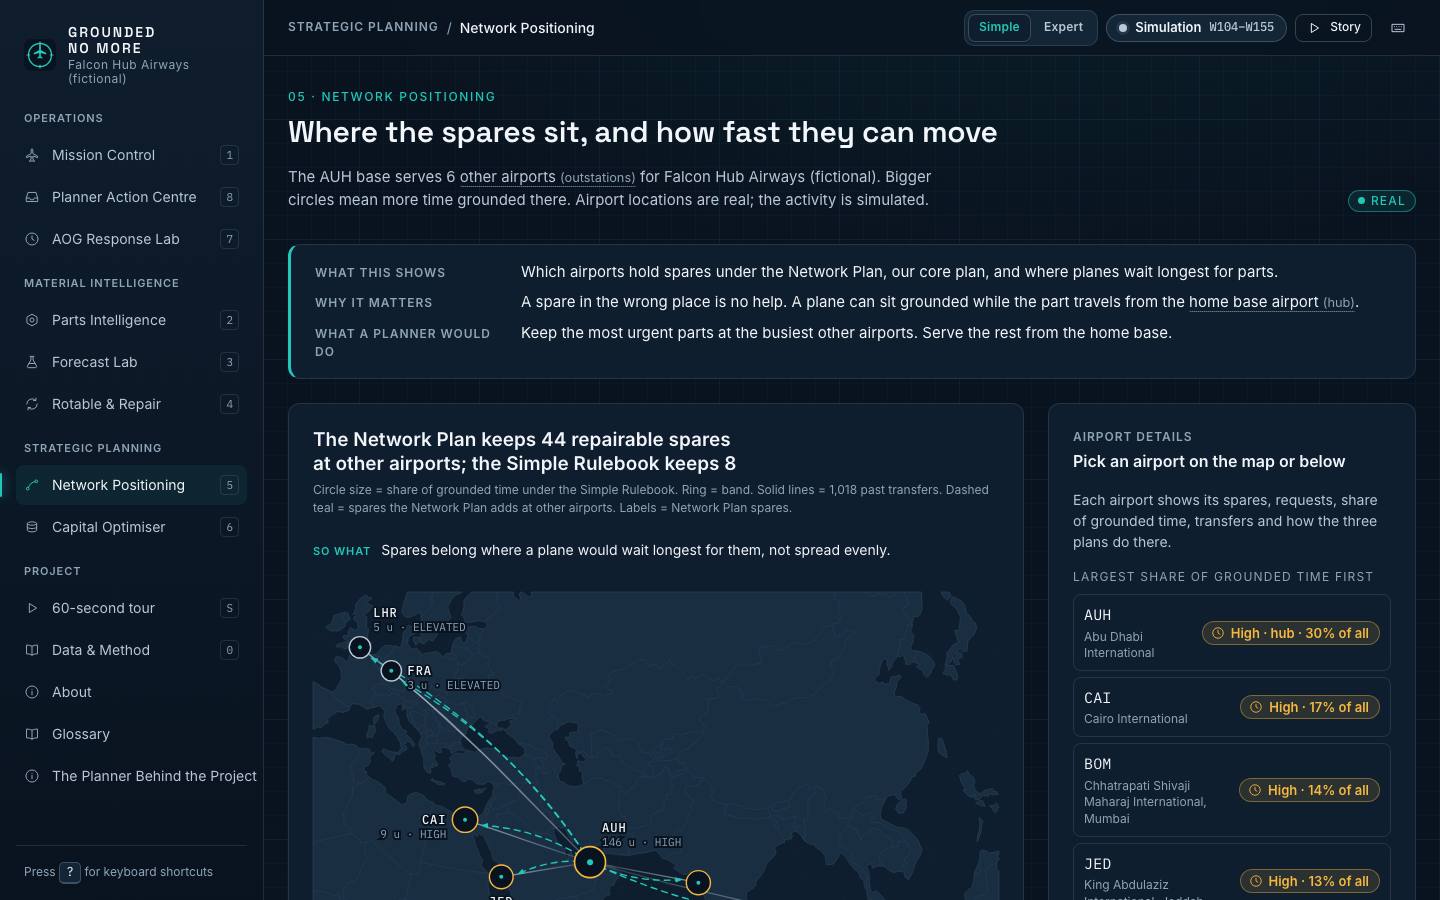 GROUNDED
NO MORE
Falcon Hub Airways
(fictional)
OPERATIONS
Mission Control 1
Planner Action Centre 8
AOG Response Lab 7
MATERIAL INTELLIGENCE
Parts Intelligence 2
Forecast Lab 3
Rotable & Repair 4
STRATEGIC PLANNING
Network Positioning 5
Capital Optimiser 6
PROJECT
60-second tour S
Data & Method 0
About
Glossary
The Planner Behind the Project
Press ? for keyboard shortcuts
STRATEGIC PLANNING / Network Positioning
Simple Expert Simulation W104–W155 Story
05 · NETWORK POSITIONING
Where the spares sit, and how fast they can move
The AUH base serves 6 other airports (outstations) for Falcon Hub Airways (fictional). Bigger
circles mean more time grounded there. Airport locations are real; the activity is simulated.
REAL
WHAT THIS SHOWS Which airports hold spares under the Network Plan, our core plan, and where planes wait longest for parts.
WHY IT MATTERS A spare in the wrong place is no help. A plane can sit grounded while the part travels from the home base airport (hub).
WHAT A PLANNER WOULD Keep the most urgent parts at the busiest other airports. Serve the rest from the home base.
DO
The Network Plan keeps 44 repairable spares
at other airports; the Simple Rulebook keeps 8
Circle size = share of grounded time under the Simple Rulebook. Ring = band. Solid lines = 1,018 past transfers. Dashed
teal = spares the Network Plan adds at other airports. Labels = Network Plan spares.
SO WHAT Spares belong where a plane would wait longest for them, not spread evenly.
LHR
5 u · ELEVATED
FRA
3 u · ELEVATED
CAI
9 u · HIGH
AUH
146 u · HIGH
JED
AIRPORT DETAILS
Pick an airport on the map or below
Each airport shows its spares, requests, share
of grounded time, transfers and how the three
plans do there.
LARGEST SHARE OF GROUNDED TIME FIRST
AUH
Abu Dhabi
International
High · hub · 30% of all
CAI
Cairo International
High · 17% of all
BOM
Chhatrapati Shivaji
Maharaj International,
Mumbai
High · 14% of all
JED
King Abdulaziz
International, Jeddah
High · 13% of all